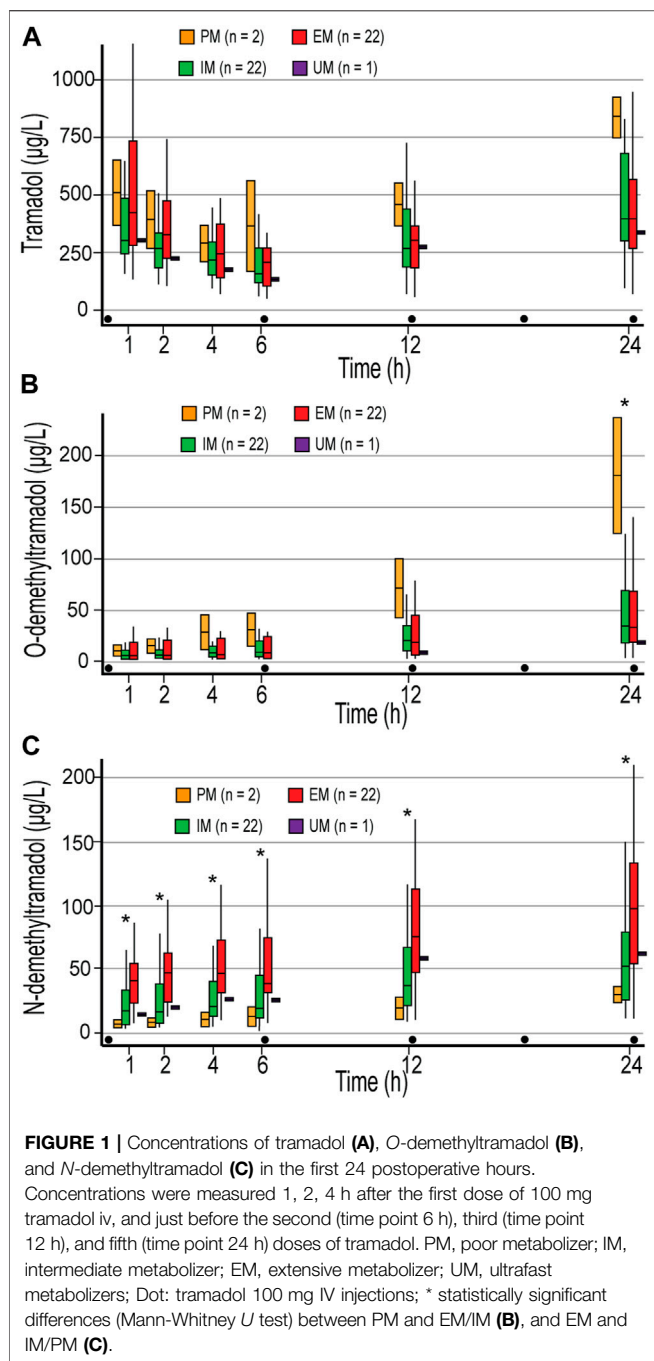 A
PM (n = 2) EM (n = 22)
IM (n = 22) UM (n = 1)
Tramadol (µg/L)
1000
750
500
250
0
1 2 4 6 12 24
Time (h)
B
PM (n = 2) EM (n = 22)
IM (n = 22) UM (n = 1)
*
O-demethyltramadol (µg/L)
200
150
100
50
0
1 2 4 6 12 24
Time (h)
C
PM (n = 2) EM (n = 22)
IM (n = 22) UM (n = 1)
* * * * * *
N-demethyltramadol (µg/L)
200
150
100
50
0
1 2 4 6 12 24
Time (h)
FIGURE 1 | Concentrations of tramadol (A), O-demethyltramadol (B),
and N-demethyltramadol (C) in the first 24 postoperative hours.
Concentrations were measured 1, 2, 4 h after the first dose of 100 mg
tramadol iv, and just before the second (time point 6 h), third (time point
12 h), and fifth (time point 24 h) doses of tramadol. PM, poor metabolizer; IM,
intermediate metabolizer; EM, extensive metabolizer; UM, ultrafast
metabolizers; Dot: tramadol 100 mg IV injections; * statistically significant
differences (Mann-Whitney U test) between PM and EM/IM (B), and EM and
IM/PM (C).